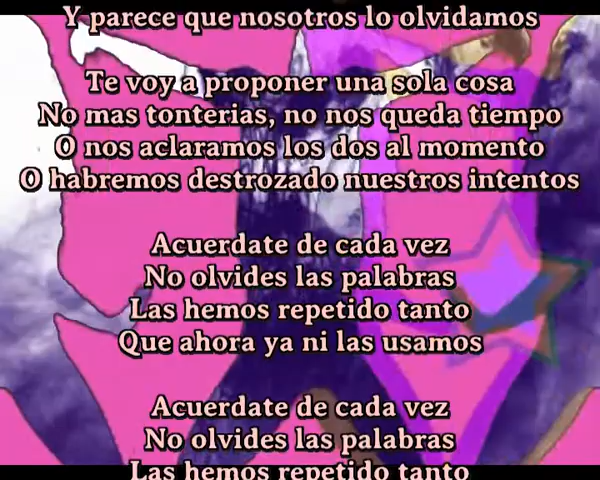 Y parece que nosotros lo olvidamos
Te voy a proponer una sola cosa
No mas tonterias, no nos queda tiempo
O nos aclaramos los dos al momento
O habremos destrozado nuestros intentos
Acuerdate de cada vez
No olvides las palabras
Las hemos repetido tanto
Que ahora ya ni las usamos
Acuerdate de cada vez
No olvides las palabras
Las hemos repetido tanto